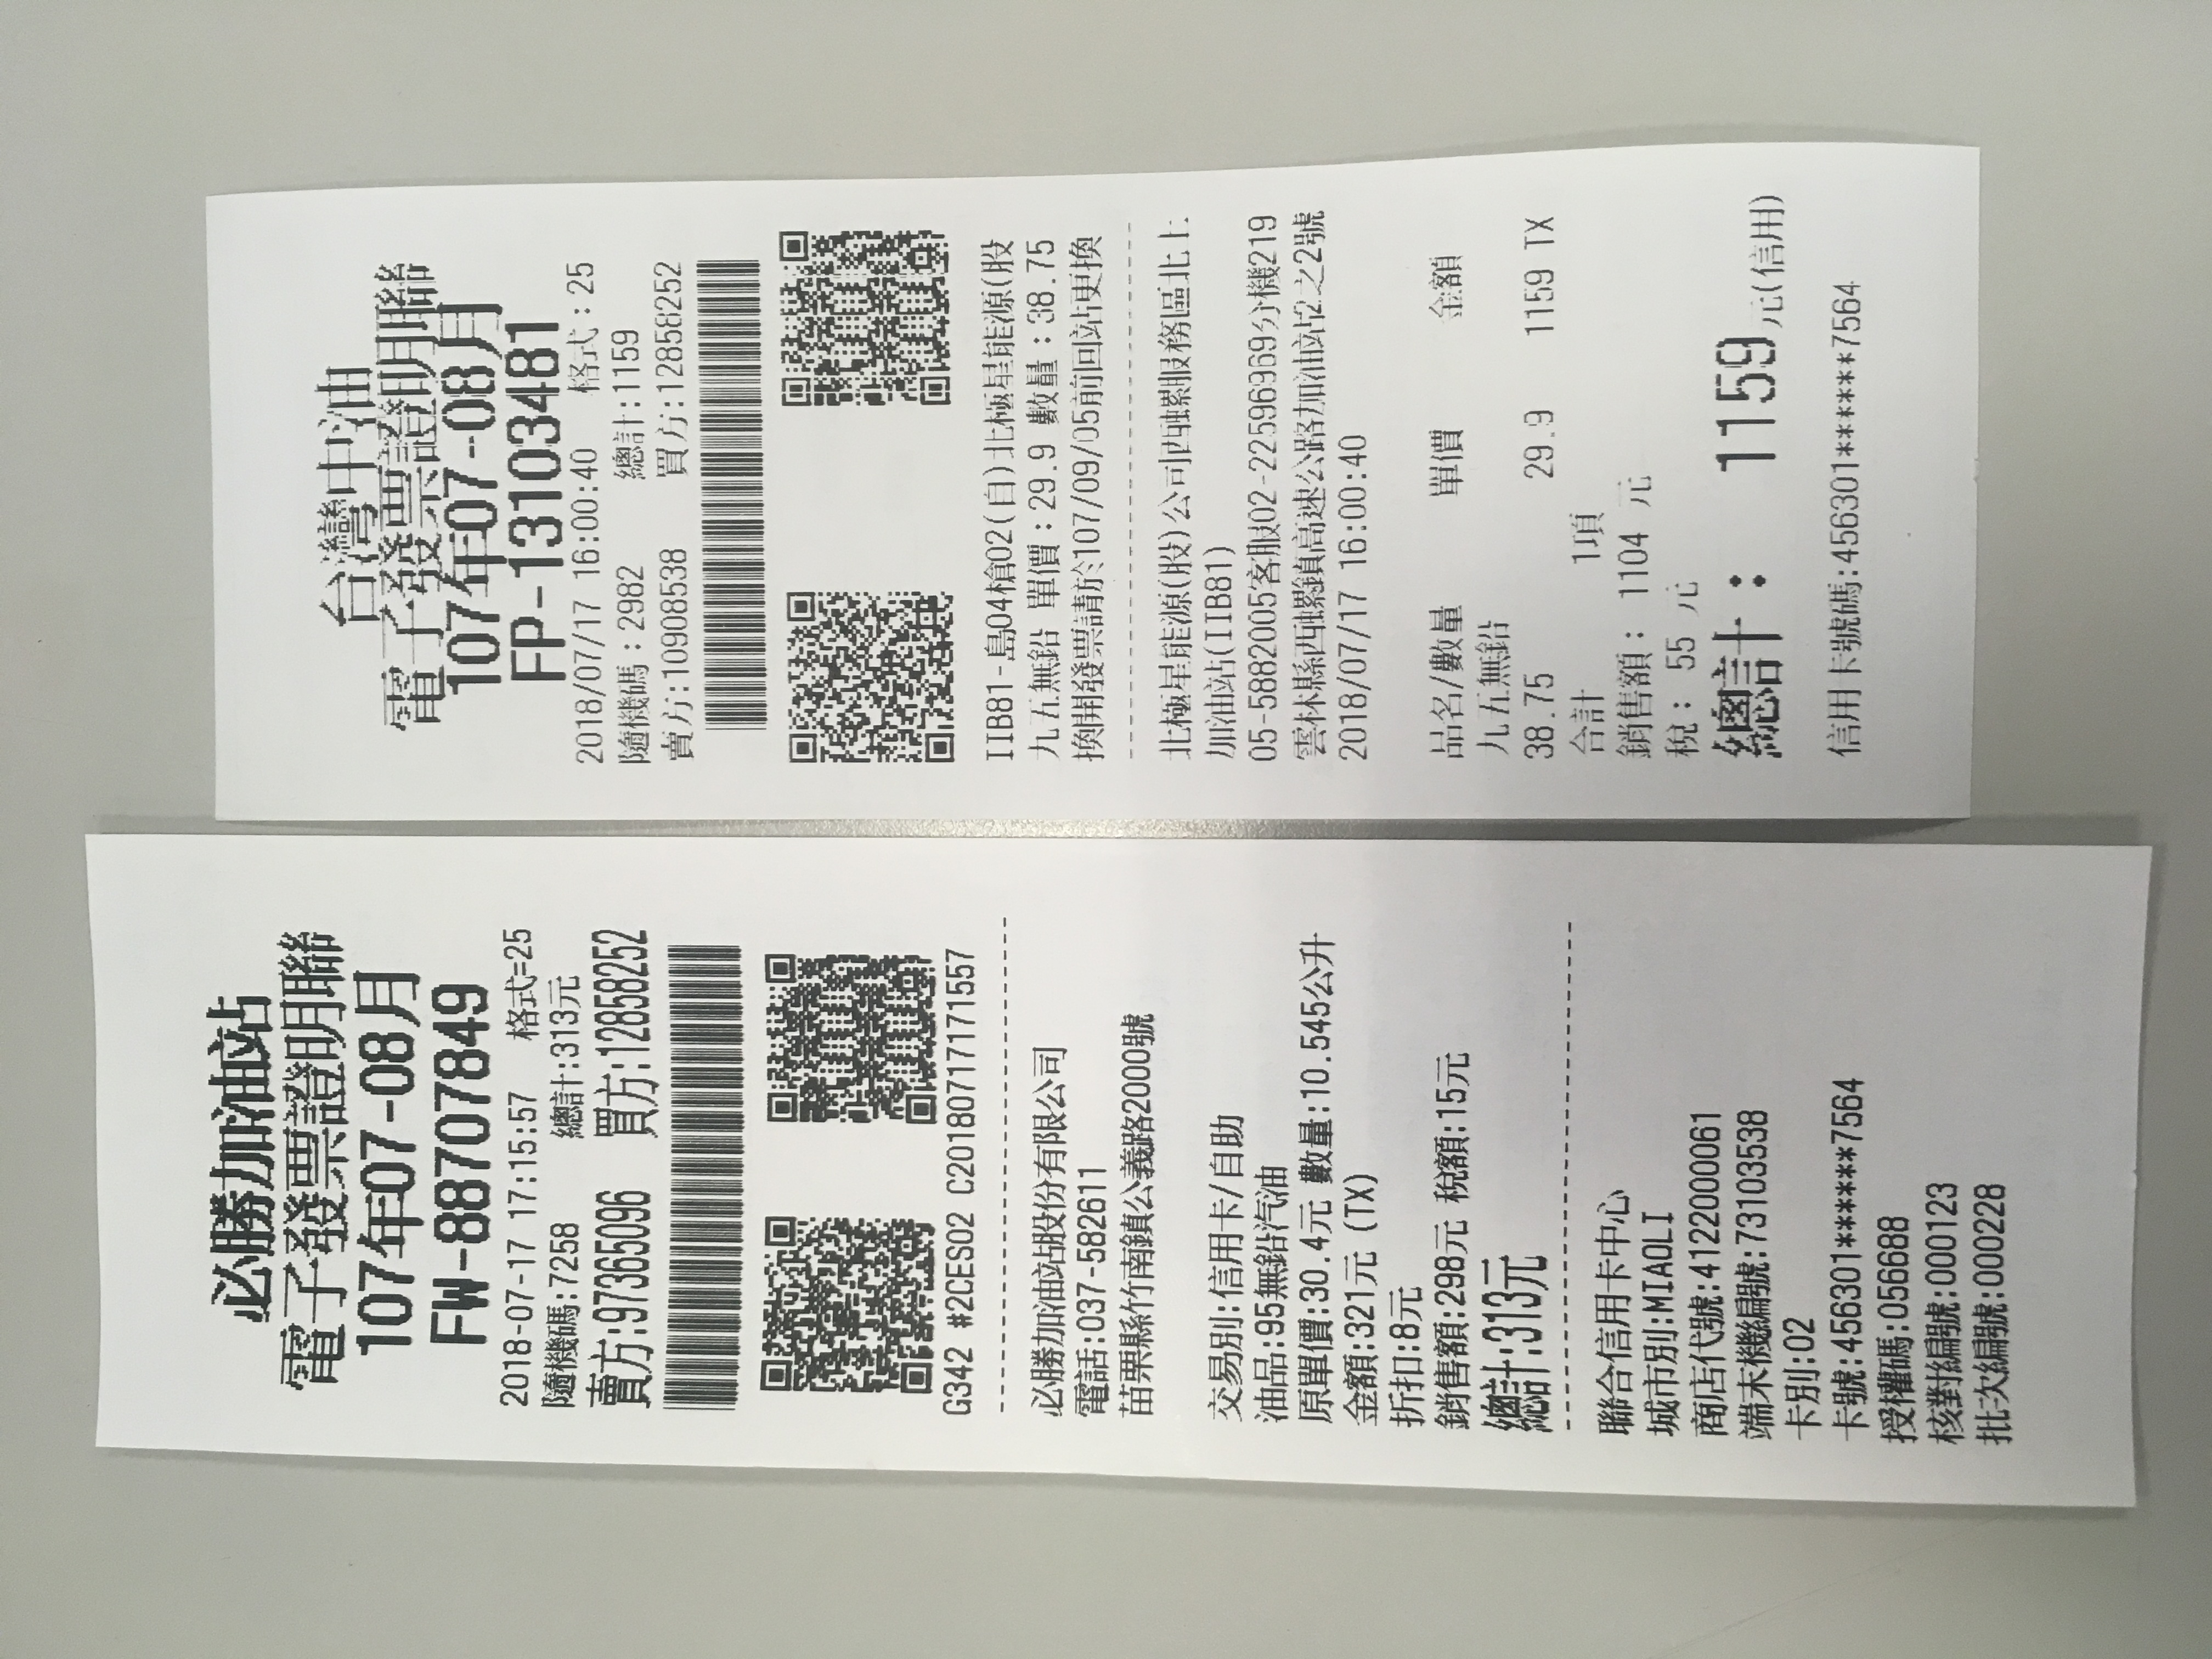 必勝加油站
電子發票證明聯
107年07-08月
FW-88707849
2018-07-17 17:15:57 格式=25
隨機碼:7258 總計:313元
賣方:97365096 買方:12858252
G342 #2CES02 C20180717171557
必勝加油站股份有限公司
電話:037-582611
苗栗縣竹南鎮公義路2000號
交易別:信用卡/自助
油品:95無鉛汽油
原單價:30.4元 數量:10.545公升
金額:321元 (TX)
折扣:8元
銷售額:298元 稅額:15元
總計:313元
聯合信用卡中心
城市別:MIAOLI
商店代號:4122000061
端末機編號:73103538
卡別:02
卡號:456301******7564
授權碼:056688
核對編號:000123
批次編號:000228
台灣中油
電子發票證明聯
107年07-08月
FP-13103481
2018/07/17 16:00:40 格式：25
隨機碼：2982 總計:1159
賣方:10908538 買方:12858252
IIB81-島04槍02(自)北極星能源(股
九五無鉛 單價：29.9 數量：38.75
換開發票請於107/09/05前回站更換
北極星能源(股)公司西螺服務區北上
加油站(IIB81)
05-5882005客服02-22596969分機219
雲林縣西螺鎮高速公路加油站2之2號
2018/07/17 16:00:40
品名/數量 單價 金額
九五無鉛
38.75 29.9 1159 TX
合計 1項
銷售額： 1104 元
稅： 55 元
總計： 1159元(信用)
信用卡號碼:456301******7564